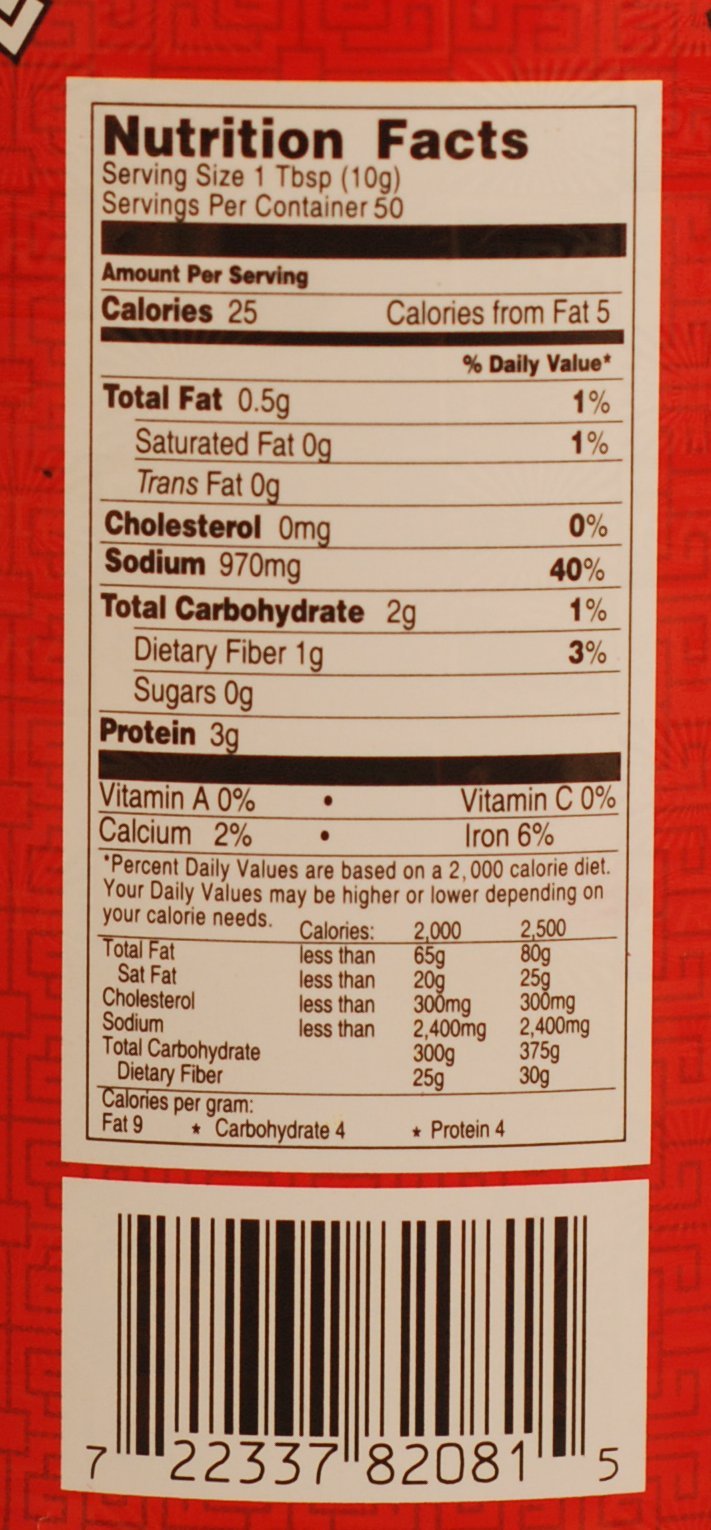 Nutrition Facts
Serving Size 1 Tbsp (10g)
Servings Per Container 50
Amount Per Serving
Calories 25 Calories from Fat 5
% Daily Value*
Total Fat 0.5g 1%
Saturated Fat 0g 1%
Trans Fat 0g
Cholesterol 0mg 0%
Sodium 970mg 40%
Total Carbohydrate 2g 1%
Dietary Fiber 1g 3%
Sugars 0g
Protein 3g
Vitamin A 0% • Vitamin C 0%
Calcium 2% • Iron 6%
*Percent Daily Values are based on a 2,000 calorie diet.
Your Daily Values may be higher or lower depending on
your calorie needs.
Calories: 2,000 2,500
Total Fat less than 65g 80g
Sat Fat less than 20g 25g
Cholesterol less than 300mg 300mg
Sodium less than 2,400mg 2,400mg
Total Carbohydrate 300g 375g
Dietary Fiber 25g 30g
Calories per gram:
Fat 9 * Carbohydrate 4 * Protein 4
7 22337 82081 5